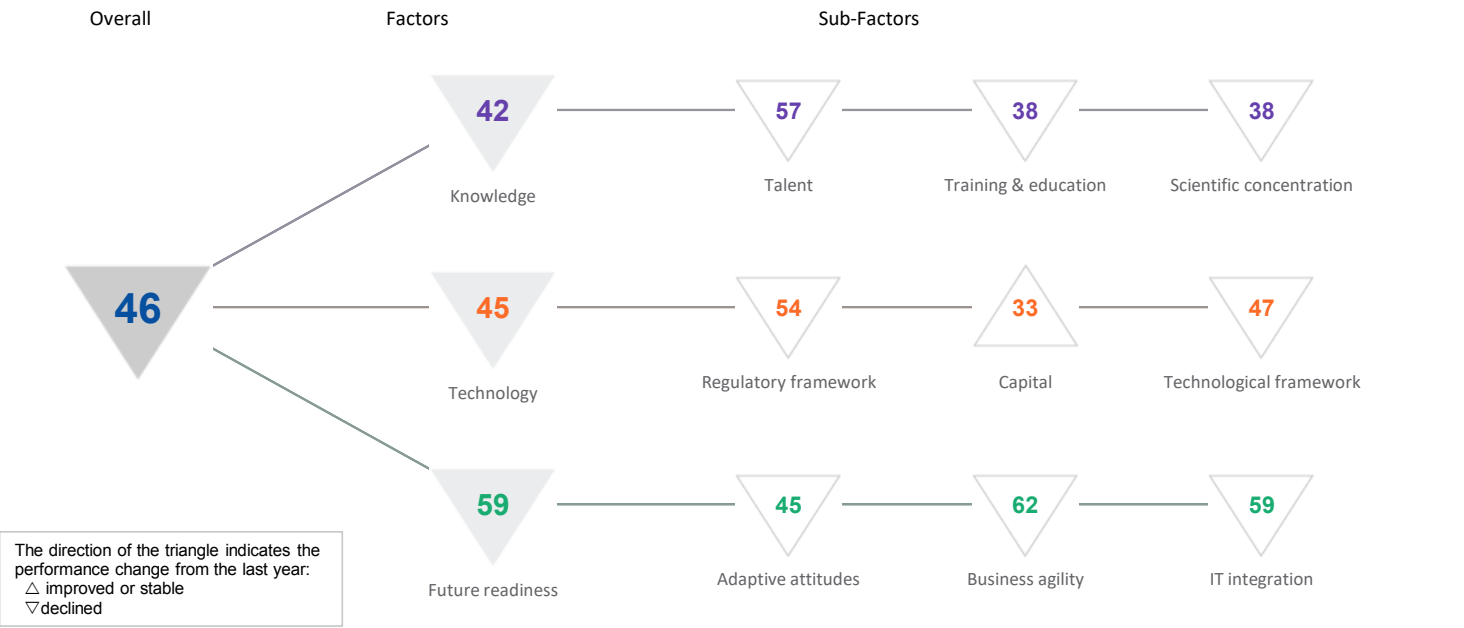 Overall
Factors
Sub-Factors
42
57
38
38
Knowledge
Talent
Training & education
Scientific concentration
46
45
54
33
47
Technology
Regulatory framework
Capital
Technological framework
59
45
62
59
Future readiness
Adaptive attitudes
Business agility
IT integration
The direction of the triangle indicates the
performance change from the last year:
△ improved or stable
▽declined